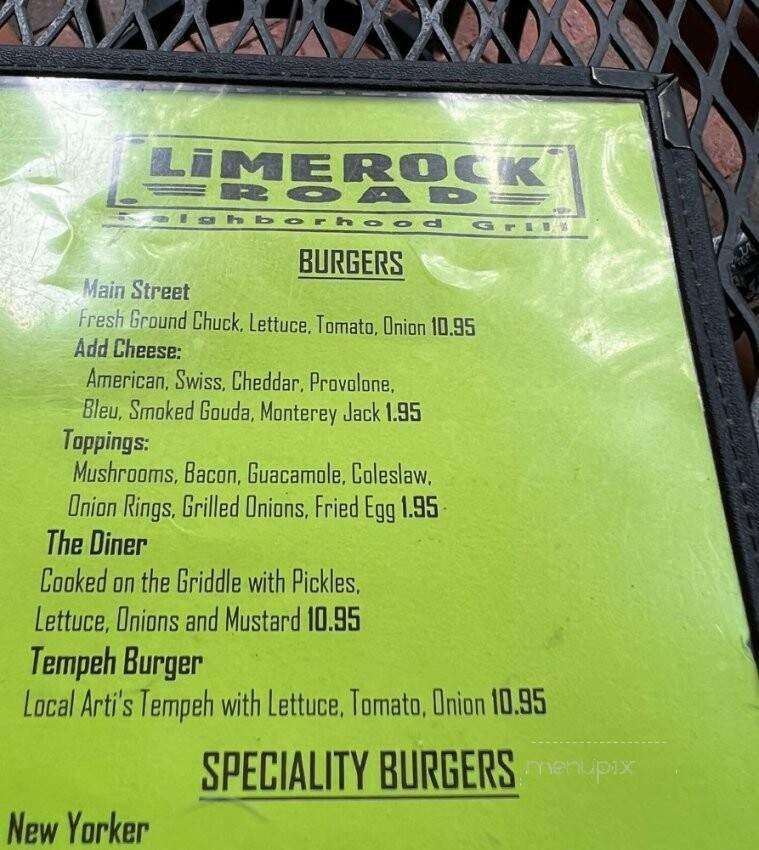 LiMEROCK
ROAD
Neighborhood Grill
BURGERS
Main Street
Fresh Ground Chuck, Lettuce, Tomato, Onion 10.95
Add Cheese:
American, Swiss, Cheddar, Provolone,
Bleu, Smoked Gouda, Monterey Jack 1.95
Toppings:
Mushrooms, Bacon, Guacamole, Coleslaw,
Onion Rings, Grilled Onions, Fried Egg 1.95
The Diner
Cooked on the Griddle with Pickles,
Lettuce, Onions and Mustard 10.95
Tempeh Burger
Local Arti's Tempeh with Lettuce, Tomato, Onion 10.95
SPECIALITY BURGERS
menupix
New Yorker